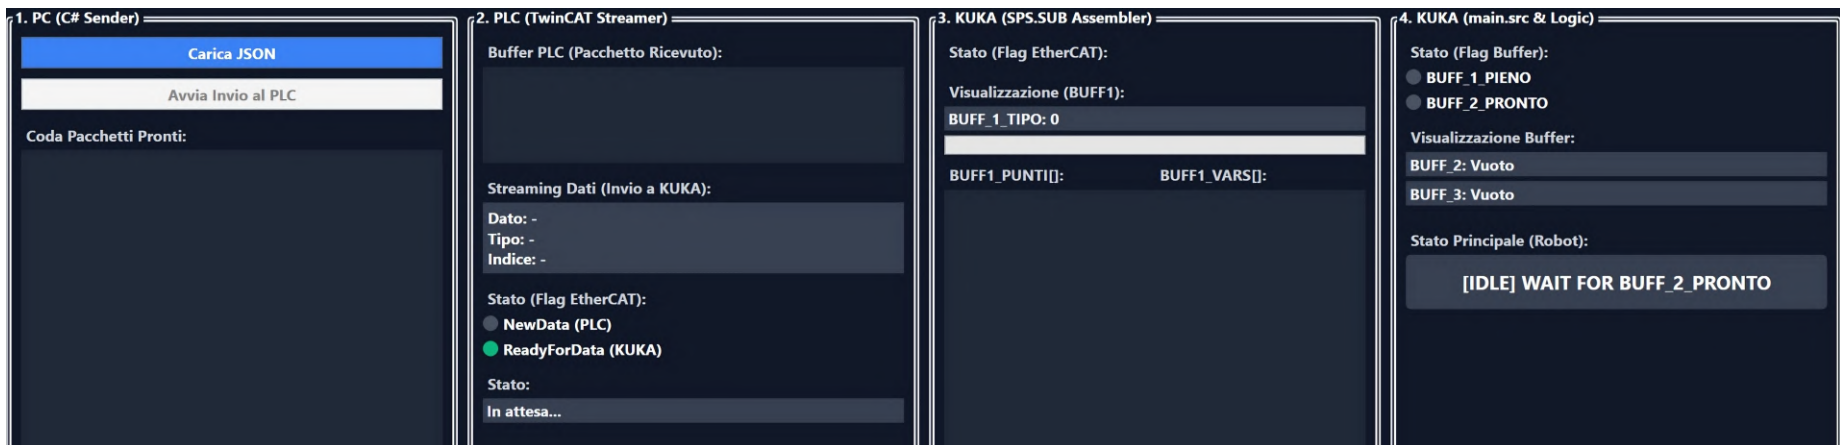 1. PC (C# Sender)
Carica JSON
Avvia Invio al PLC
Coda Pacchetti Pronti:
2. PLC (TwinCAT Streamer)
Buffer PLC (Pacchetto Ricevuto):
Streaming Dati (Invio a KUKA):
Dato: -
Tipo: -
Indice: -
Stato (Flag EtherCAT):
NewData (PLC)
ReadyForData (KUKA)
Stato:
In attesa...
3. KUKA (SPS.SUB Assembler)
Stato (Flag EtherCAT):
Visualizzazione (BUFF1):
BUFF_1_TIPO: 0
BUFF1_PUNTI[]: BUFF1_VARS[]:
4. KUKA (main.src & Logic)
Stato (Flag Buffer):
BUFF_1_PIENO
BUFF_2_PRONTO
Visualizzazione Buffer:
BUFF_2: Vuoto
BUFF_3: Vuoto
Stato Principale (Robot):
[IDLE] WAIT FOR BUFF_2_PRONTO